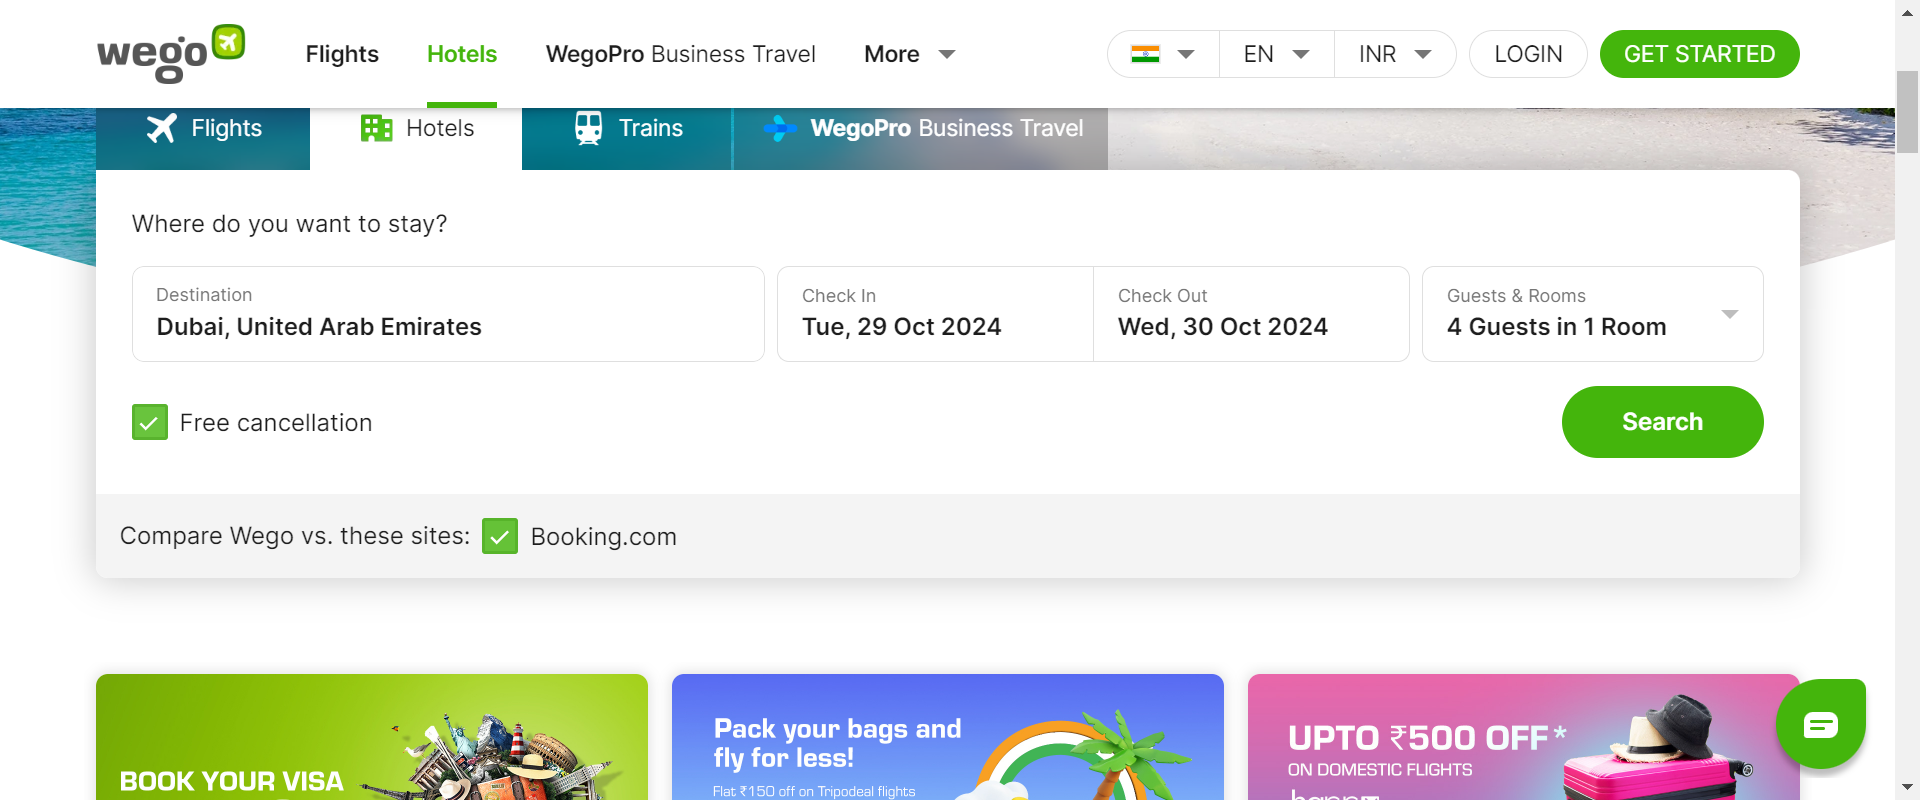 wego
Flights
Hotels
WegoPro Business Travel
More
EN
INR
LOGIN
GET STARTED
Flights
Hotels
Trains
WegoPro Business Travel
Where do you want to stay?
Destination
Dubai, United Arab Emirates
Check In
Tue, 29 Oct 2024
Check Out
Wed, 30 Oct 2024
Guests & Rooms
4 Guests in 1 Room
Free cancellation
Search
Compare Wego vs. these sites:
Booking.com
BOOK YOUR VISA
Pack your bags and
fly for less!
Flat ₹150 off on Tripodeal flights
UPTO ₹500 OFF*
ON DOMESTIC FLIGHTS